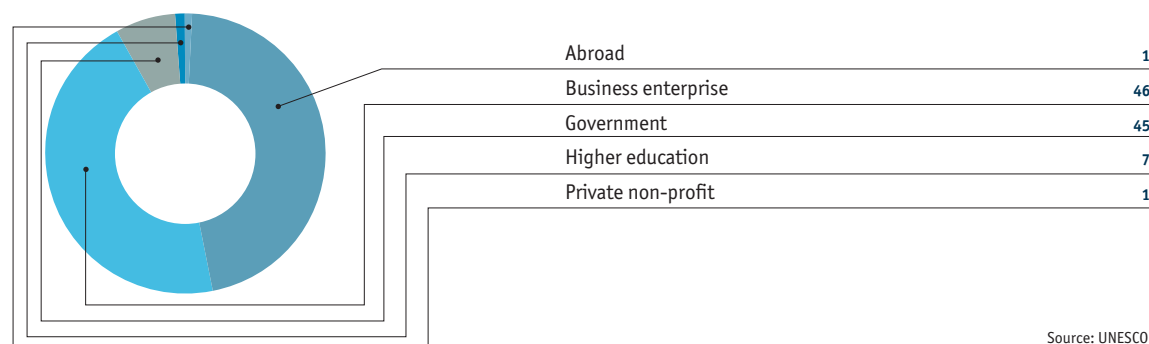 Abroad 1
Business enterprise 46
Government 45
Higher education 7
Private non-profit 1
Source: UNESCO